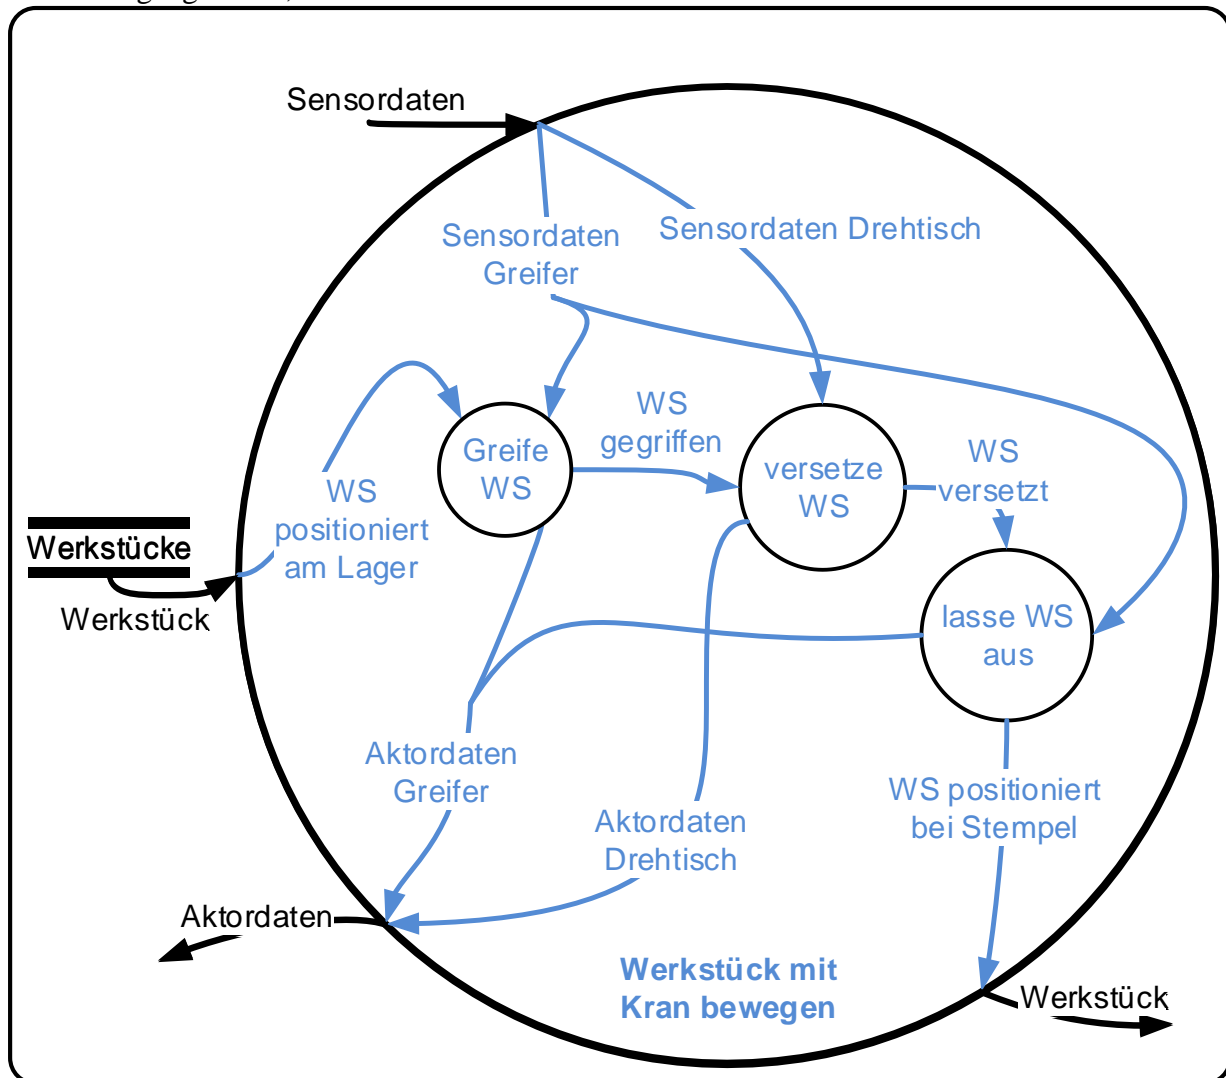 Sensordaten
Sensordaten
Greifer
Sensordaten Drehtisch
WS
gegriffen
Greife
WS
versetze
WS
WS
versetzt
WS
positioniert
am Lager
Werkstücke
Werkstück
lasse WS
aus
Aktordaten
Greifer
WS positioniert
bei Stempel
Aktordaten
Drehtisch
Aktordaten
Werkstück mit
Kran bewegen
Werkstück